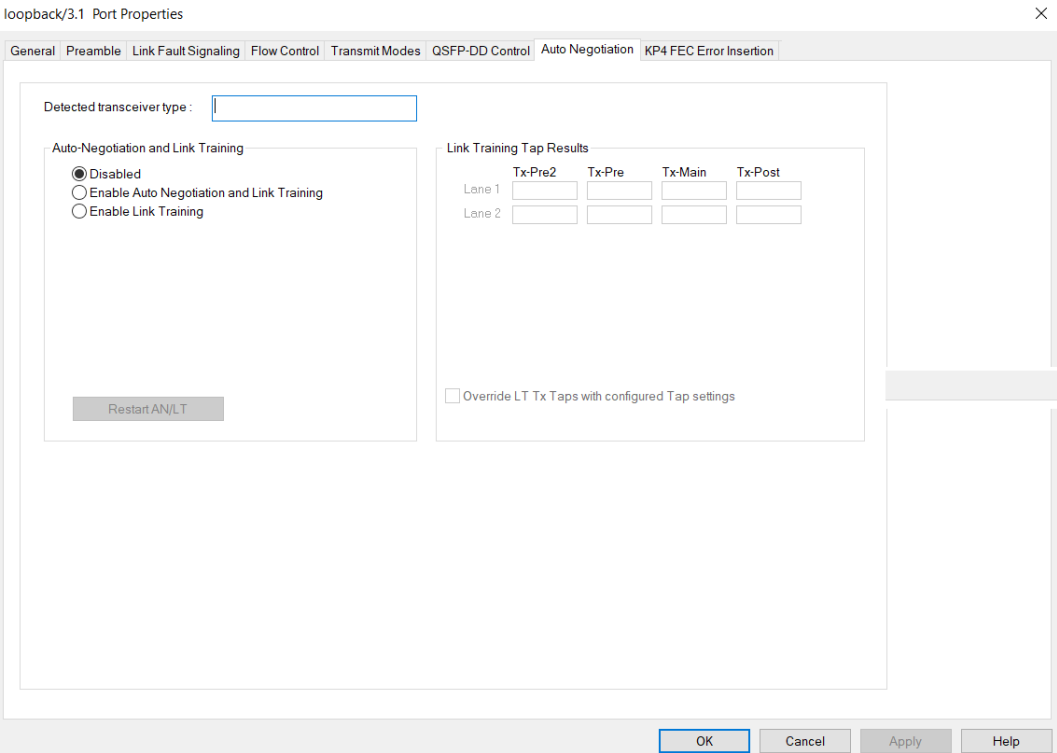 loopback/3.1 Port Properties
General Preamble Link Fault Signaling Flow Control Transmit Modes QSFP-DD Control Auto Negotiation KP4 FEC Error Insertion
Detected transceiver type :
Auto-Negotiation and Link Training
Disabled
Enable Auto Negotiation and Link Training
Enable Link Training
Restart AN/LT
Link Training Tap Results
Tx-Pre2 Tx-Pre Tx-Main Tx-Post
Lane 1
Lane 2
Override LT Tx Taps with configured Tap settings
OK Cancel Apply Help